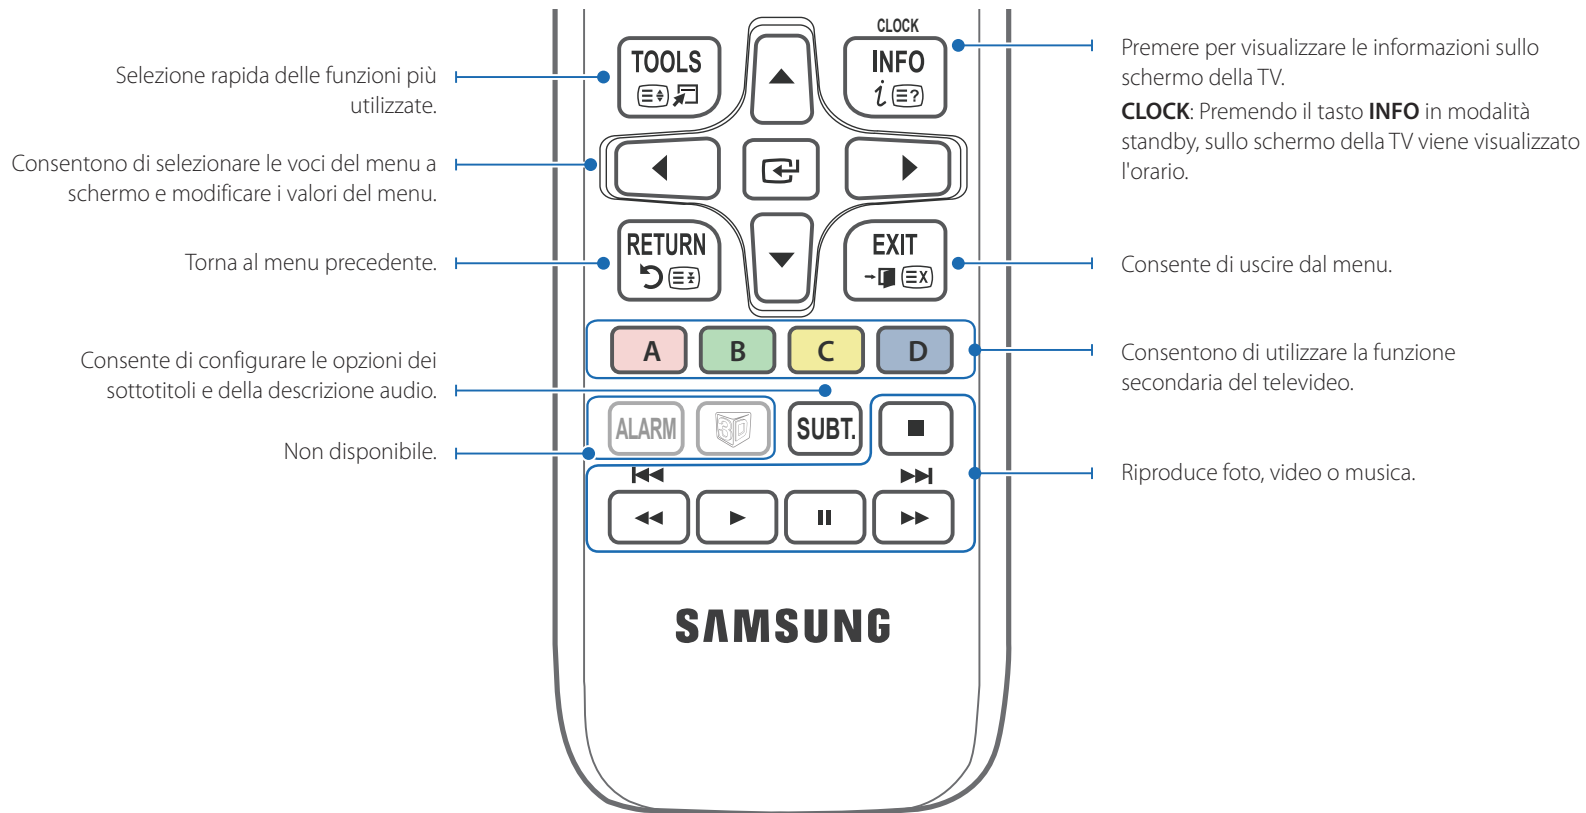 CLOCK
TOOLS
INFO
Selezione rapida delle funzioni più
utilizzate.
Premere per visualizzare le informazioni sullo
schermo della TV.
CLOCK: Premendo il tasto INFO in modalità
standby, sullo schermo della TV viene visualizzato
l'orario.
Consentono di selezionare le voci del menu a
schermo e modificare i valori del menu.
RETURN
EXIT
Torna al menu precedente.
Consente di uscire dal menu.
A
B
C
D
Consente di configurare le opzioni dei
sottotitoli e della descrizione audio.
Consentono di utilizzare la funzione
secondaria del televideo.
ALARM
3D
SUBT.
Non disponibile.
Riproduce foto, video o musica.
SAMSUNG